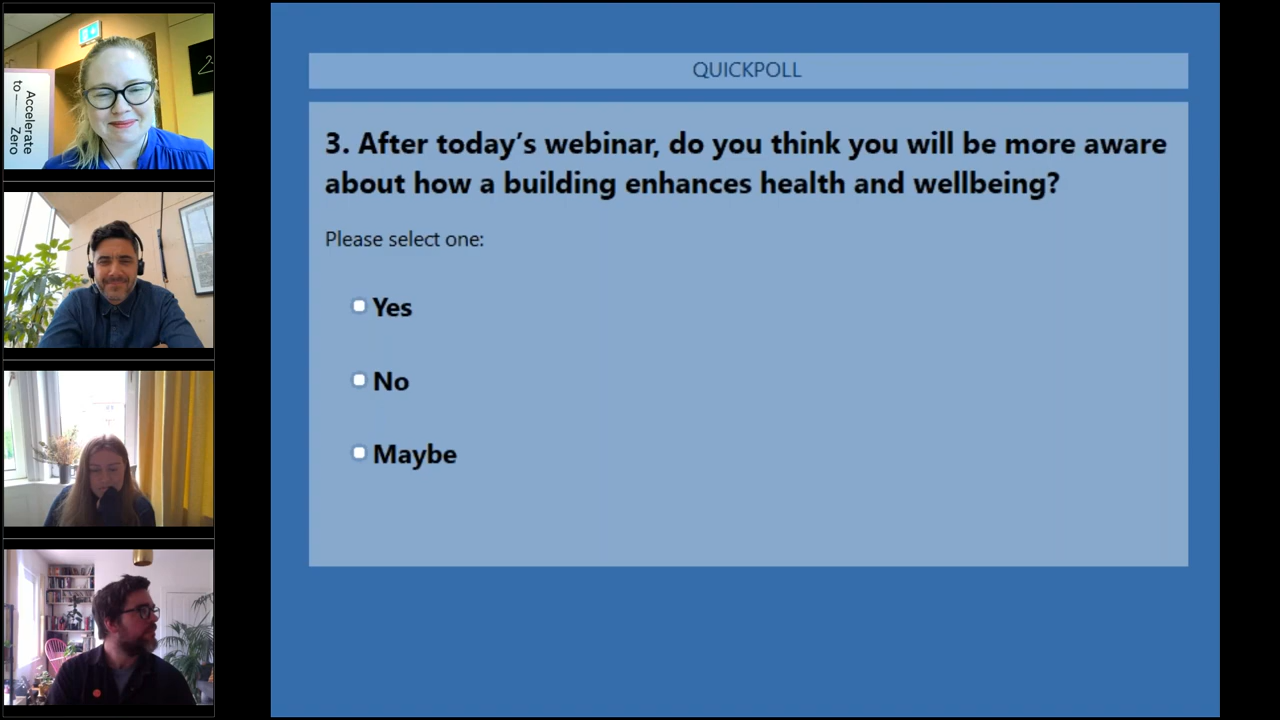 Accelerate
to — Zero
QUICKPOLL
3. After today’s webinar, do you think you will be more aware
about how a building enhances health and wellbeing?
Please select one:
Yes
No
Maybe